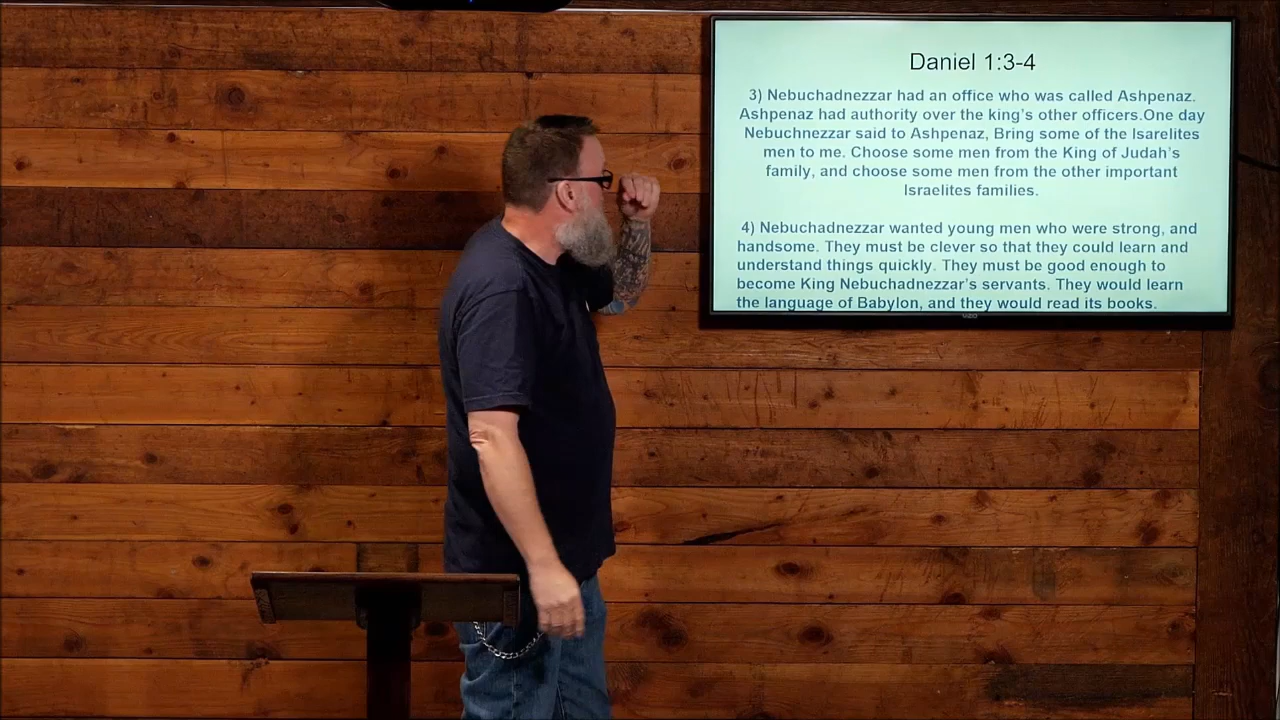 Daniel 1:3-4
3) Nebuchadnezzar had an office who was called Ashpenaz.
Ashpenaz had authority over the king's other officers.One day
Nebuchnezzar said to Ashpenaz, Bring some of the Isarelites
men to me. Choose some men from the King of Judah's
family, and choose some men from the other important
Israelites families.
4) Nebuchadnezzar wanted young men who were strong, and
handsome. They must be clever so that they could learn and
understand things quickly. They must be good enough to
become King Nebuchadnezzar's servants. They would learn
the language of Babylon, and they would read its books.
VIZIO